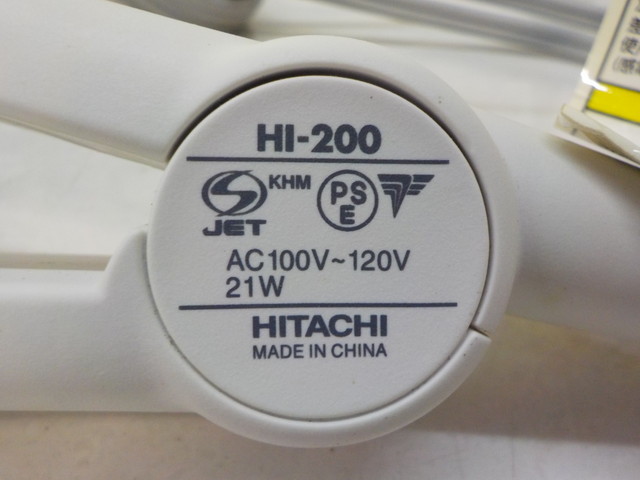 HI-200
JET
KHM
PS
E
AC100V~120V
21W
HITACHI
MADE IN CHINA